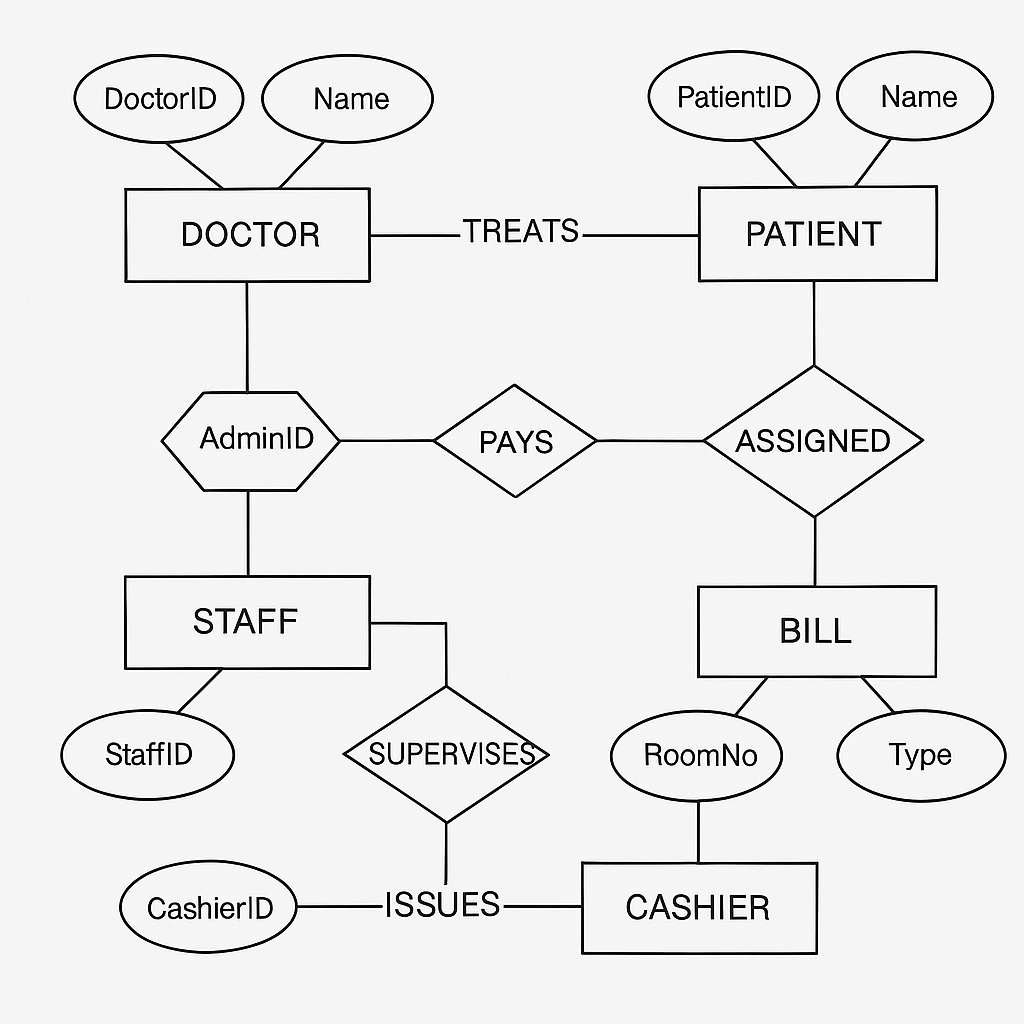 DoctorID
Name
PatientID
Name
DOCTOR
TREATS
PATIENT
AdminID
PAYS
ASSIGNED
STAFF
BILL
StaffID
SUPERVISES
RoomNo
Type
CashierID
ISSUES
CASHIER